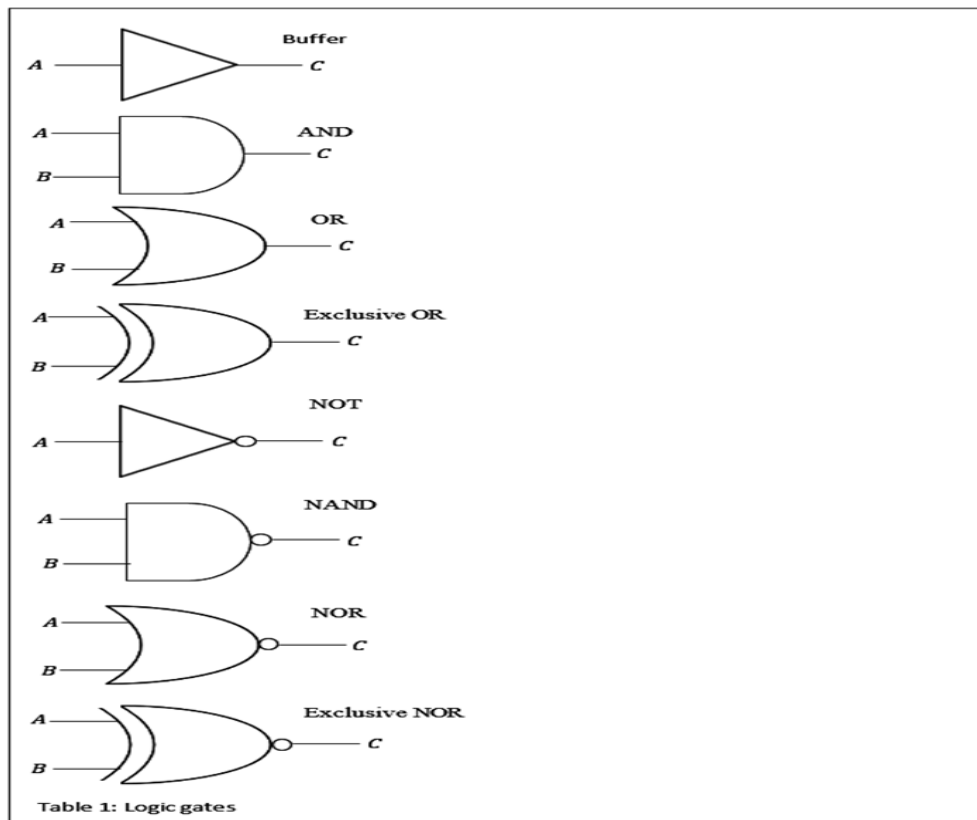 Buffer
A C
AND
A
C
B
OR
A
C
B
Exclusive OR
A
C
B
NOT
A C
NAND
A
C
B
NOR
A
C
B
Exclusive NOR
A
C
B
Table 1: Logic gates